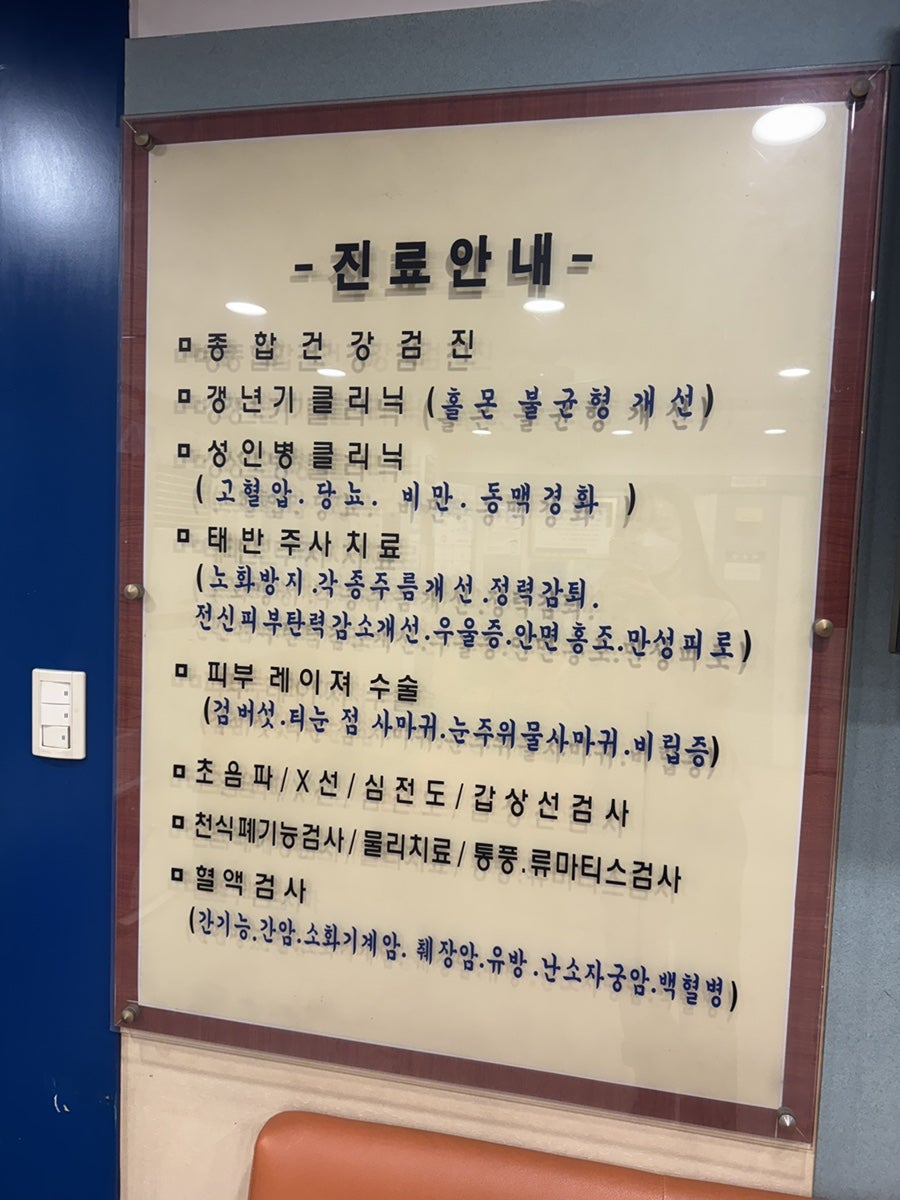 -진료안내-
▫ 종합건강검진
▫ 갱년기클리닉 (홀몬 불균형 개선)
▫ 성인병클리닉
(고혈압. 당뇨. 비만. 동맥경화 )
▫ 태반주사치료
(노화방지.각종주름개선.정력감퇴.
전신피부탄력감소개선.우울증.안면홍조.만성피로)
▫ 피부 레이져 수술
(검버섯.티눈 점 사마귀.눈주위물사마귀.비립증)
▫ 초음파/X선/심전도/갑상선검사
▫ 천식폐기능검사/물리치료/통풍.류마티스검사
▫ 혈액검사
(간기능.간암.소화기계암. 췌장암.유방.난소자궁암.백혈병)